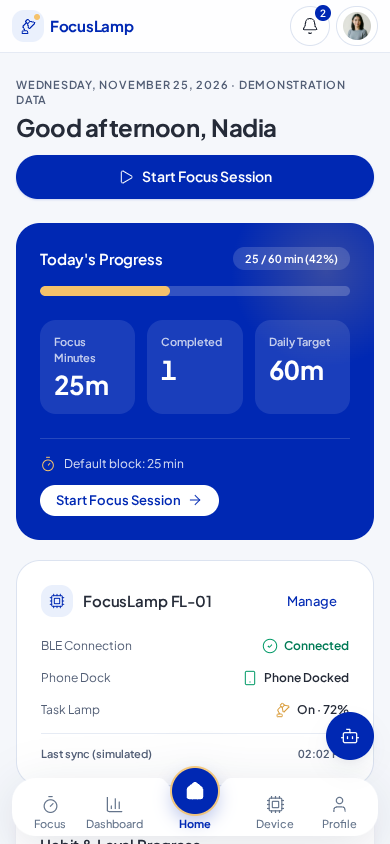 FocusLamp
2
WEDNESDAY, NOVEMBER 25, 2026 · DEMONSTRATION
DATA
Good afternoon, Nadia
Start Focus Session
Today's Progress
25 / 60 min (42%)
Focus
Minutes
25m
Completed
1
Daily Target
60m
Default block: 25 min
Start Focus Session
FocusLamp FL-01
Manage
BLE Connection
Connected
Phone Dock
Phone Docked
Task Lamp
On · 72%
Last sync (simulated)
02:02
Focus
Dashboard
Home
Device
Profile